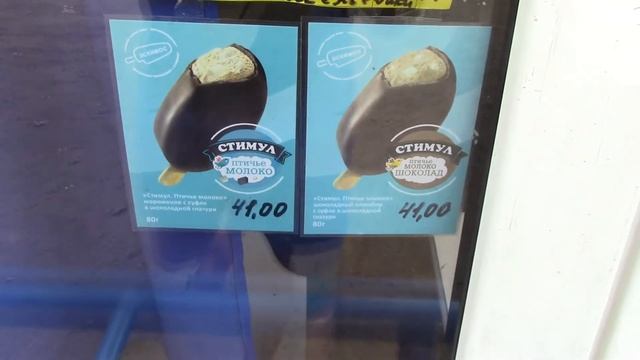 ЭСКИМОС
СТИМУЛ
ПТИЧЬЕ
МОЛОКО
«Стимул. Птичье молоко»
мороженое с суфле
в шоколадной глазури
80г
41,00
СТИМУЛ
ПТИЧЬЕ
МОЛОКО
ШОКОЛАД
«Стимул. Птичье молоко»
шоколадный пломбир
с суфле в шоколадной
глазури
80г
41,00